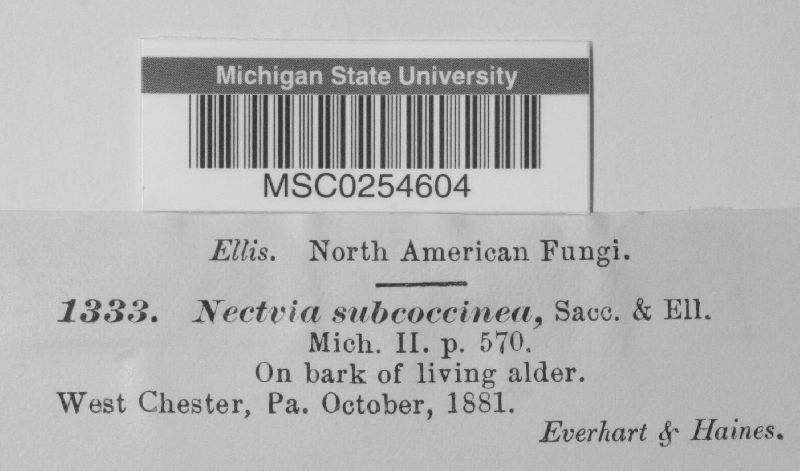 Michigan State University
MSC0254604
Ellis. North American Fungi.
1333. Nectvia subcoccinea, Sacc. & Ell.
Mich. II. p. 570.
On bark of living alder.
West Chester, Pa. October, 1881.
Everhart & Haines.